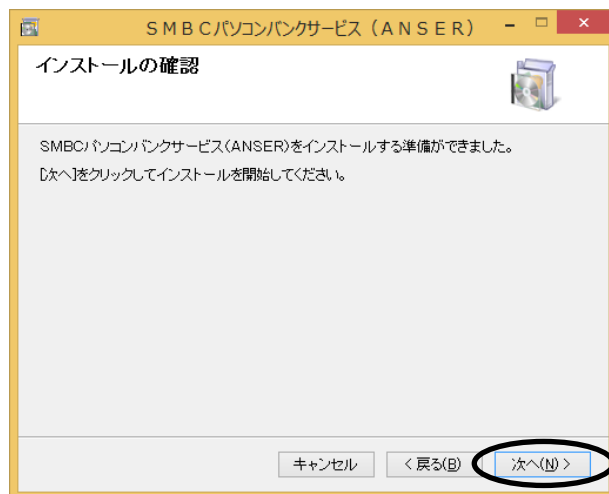 ＳＭＢＣパソコンバンクサービス（ＡＮＳＥＲ）
インストールの確認
SMBCパソコンバンクサービス(ANSER)をインストールする準備ができました。
[次へ]をクリックしてインストールを開始してください。
キャンセル
< 戻る(B)
次へ(N) >